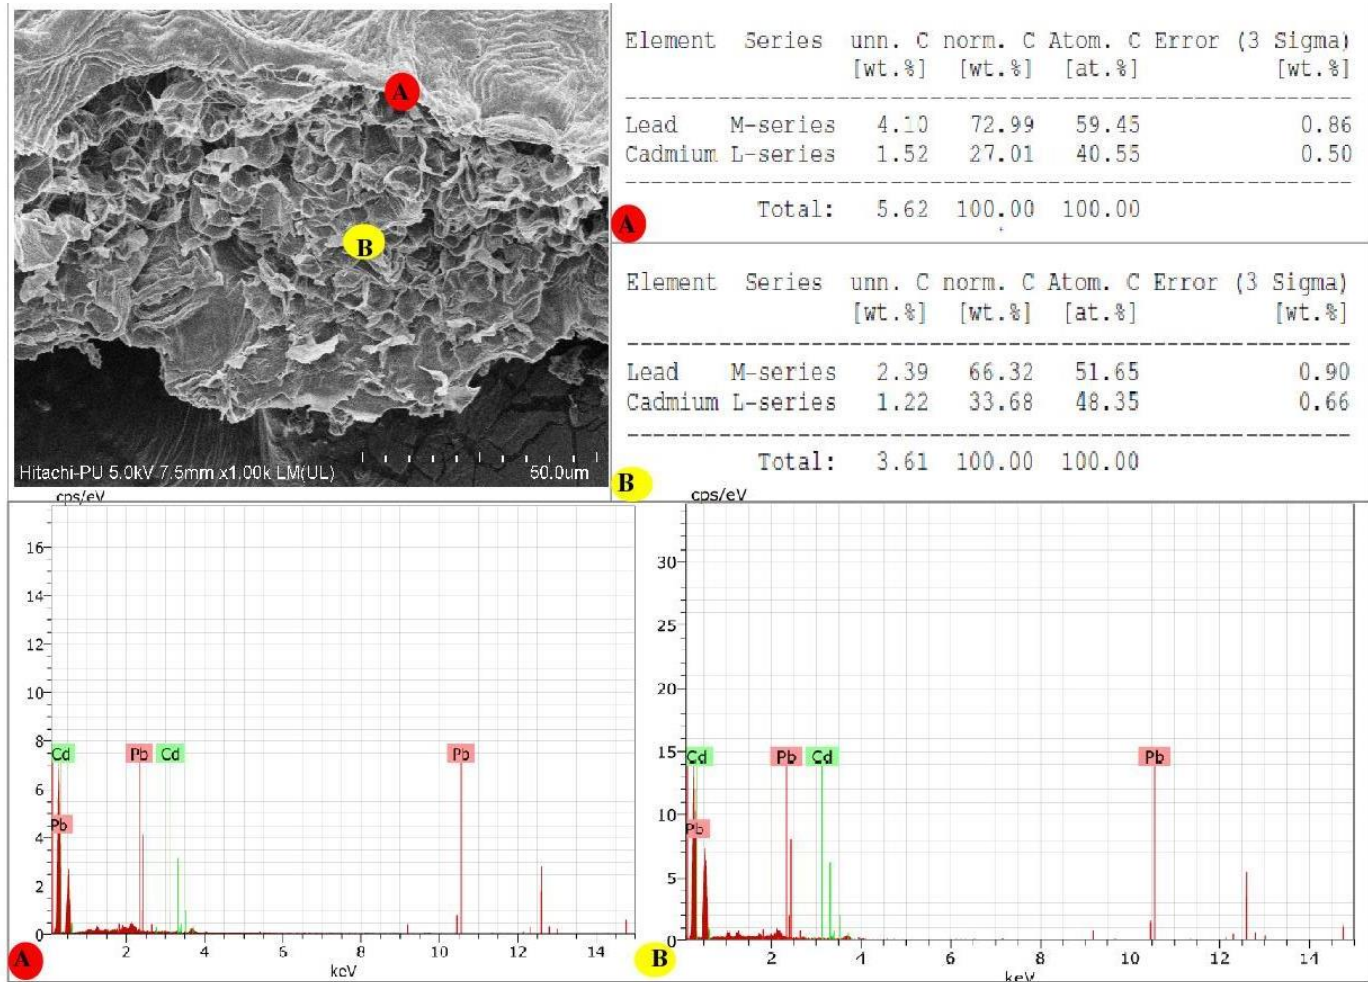 A
B
Hitachi-PU 5.0kV 7.5mm x1.00k LM(UL)
50.0um
Element Series unn. C norm. C Atom. C Error (3 Sigma)
[wt.%] [wt.%] [at.%] [wt.%]
Lead M-series 4.10 72.99 59.45 0.86
Cadmium L-series 1.52 27.01 40.55 0.50
Total: 5.62 100.00 100.00
A
Element Series unn. C norm. C Atom. C Error (3 Sigma)
[wt.%] [wt.%] [at.%] [wt.%]
Lead M-series 2.39 66.32 51.65 0.90
Cadmium L-series 1.22 33.68 48.35 0.66
Total: 3.61 100.00 100.00
B
cps/eV
16
14
12
10
8
Cd Pb Cd Pb
6
Pb
4
2
0
2 4 6 8 10 12 14
keV
A
cps/eV
30
25
20
15
Cd Pb Cd Pb
10
Pb
5
0
2 4 6 8 10 12 14
keV
B